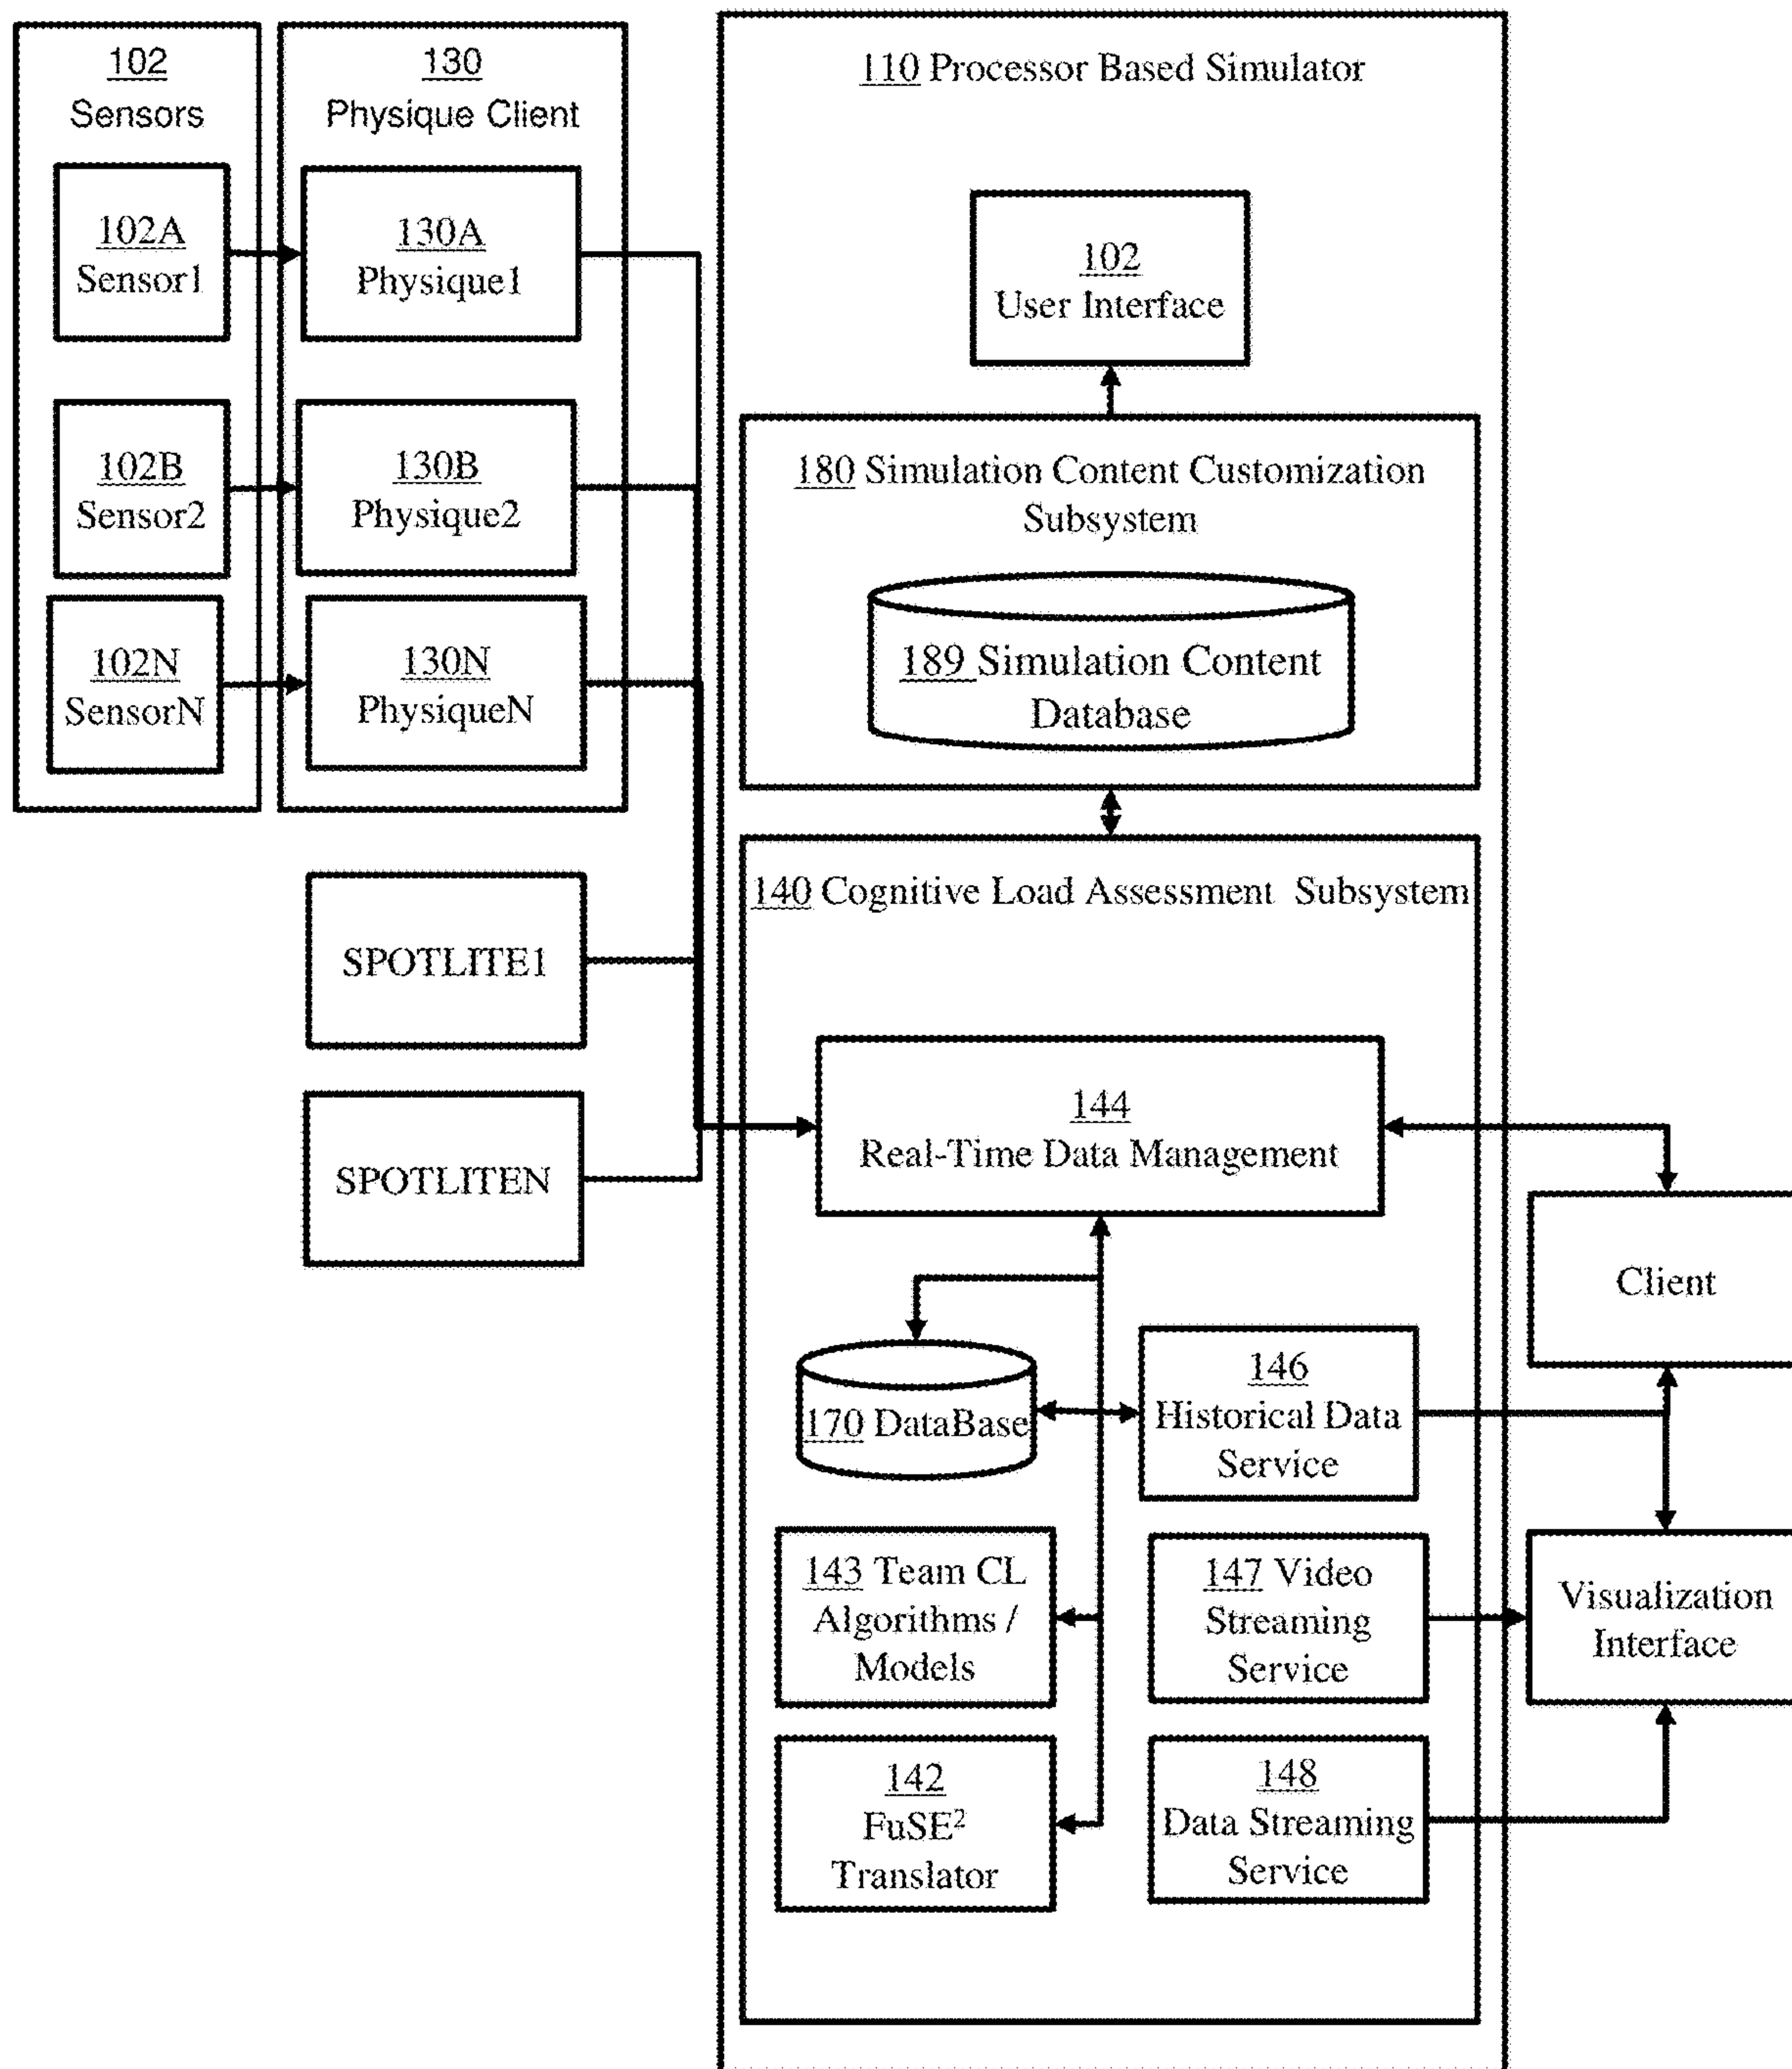 102
Sensors
102A
Sensor1
102B
Sensor2
102N
SensorN
130
Physique Client
130A
Physique1
130B
Physique2
130N
PhysiqueN
SPOTLITE1
SPOTLITEN
110 Processor Based Simulator
102
User Interface
180 Simulation Content Customization
Subsystem
189 Simulation Content
Database
140 Cognitive Load Assessment Subsystem
144
Real-Time Data Management
170 DataBase
146
Historical Data
Service
143 Team CL
Algorithms /
Models
147 Video
Streaming
Service
142
FuSE²
Translator
148
Data Streaming
Service
Client
Visualization
Interface